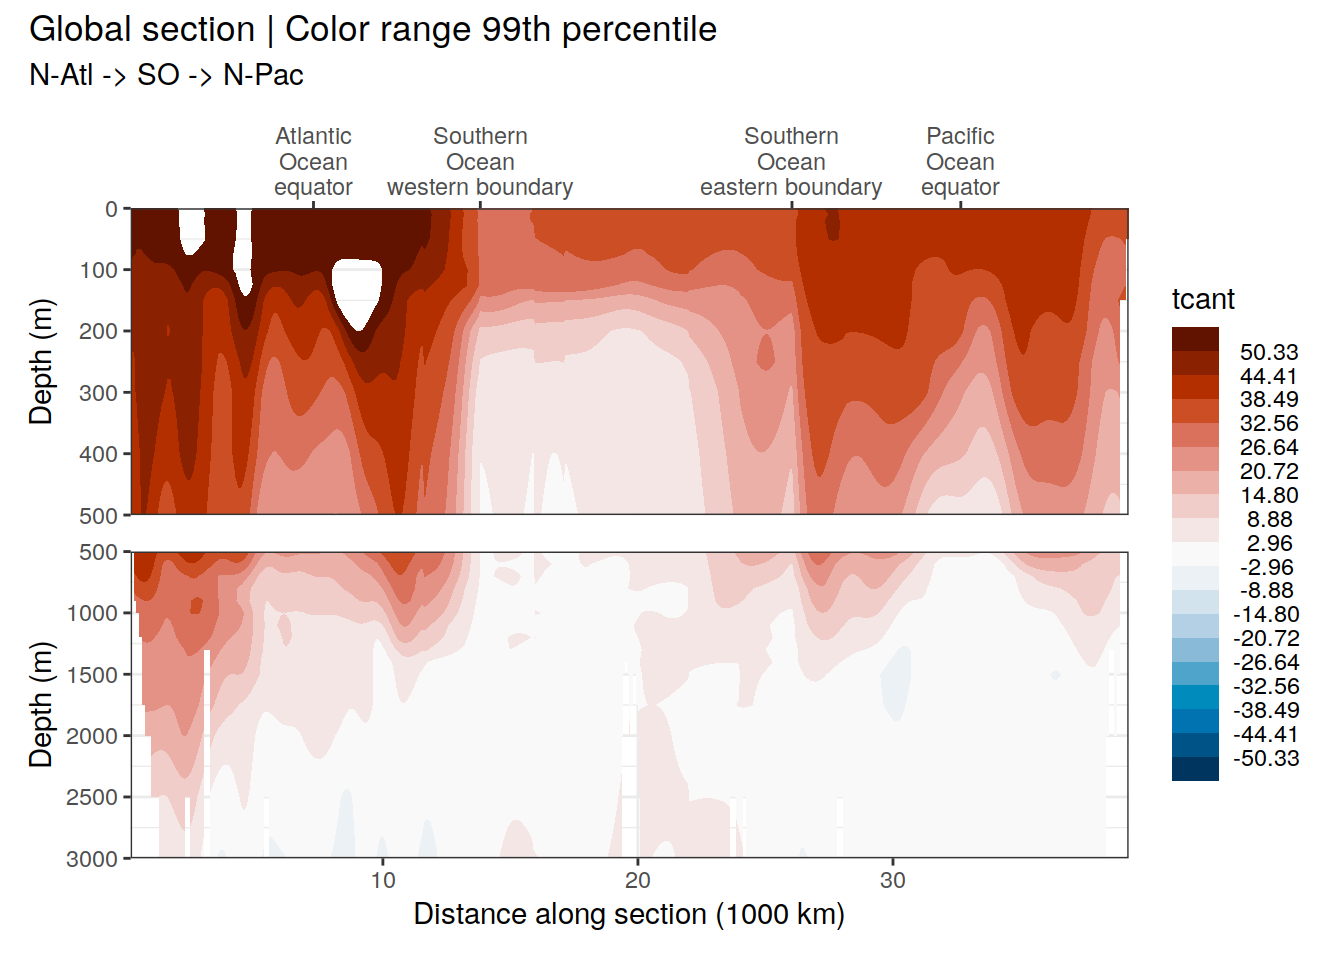 Global section | Color range 99th percentile
N-Atl -> SO -> N-Pac
Atlantic
Ocean
equator
Southern
Ocean
western boundary
Southern
Ocean
eastern boundary
Pacific
Ocean
equator
Depth (m)
0
100
200
300
400
500
Depth (m)
500
1000
1500
2000
2500
3000
10
20
30
Distance along section (1000 km)
tcant
50.33
44.41
38.49
32.56
26.64
20.72
14.80
8.88
2.96
-2.96
-8.88
-14.80
-20.72
-26.64
-32.56
-38.49
-44.41
-50.33